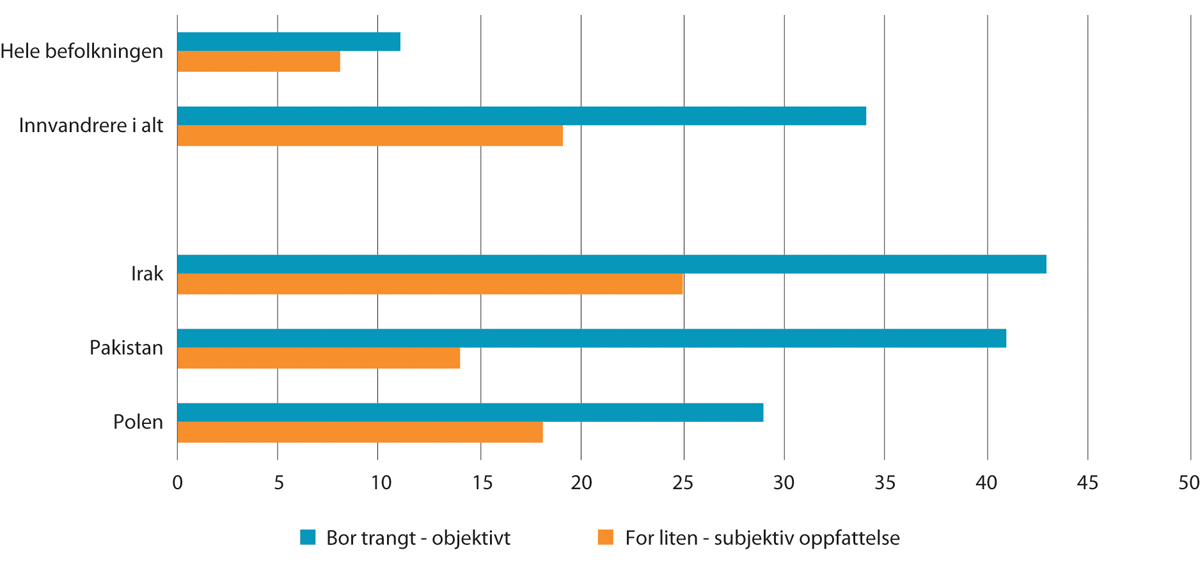 Hele befolkningen
Innvandrere i alt
Irak
Pakistan
Polen
0 5 10 15 20 25 30 35 40 45 50
Bor trangt - objektivt For liten - subjektiv oppfattelse